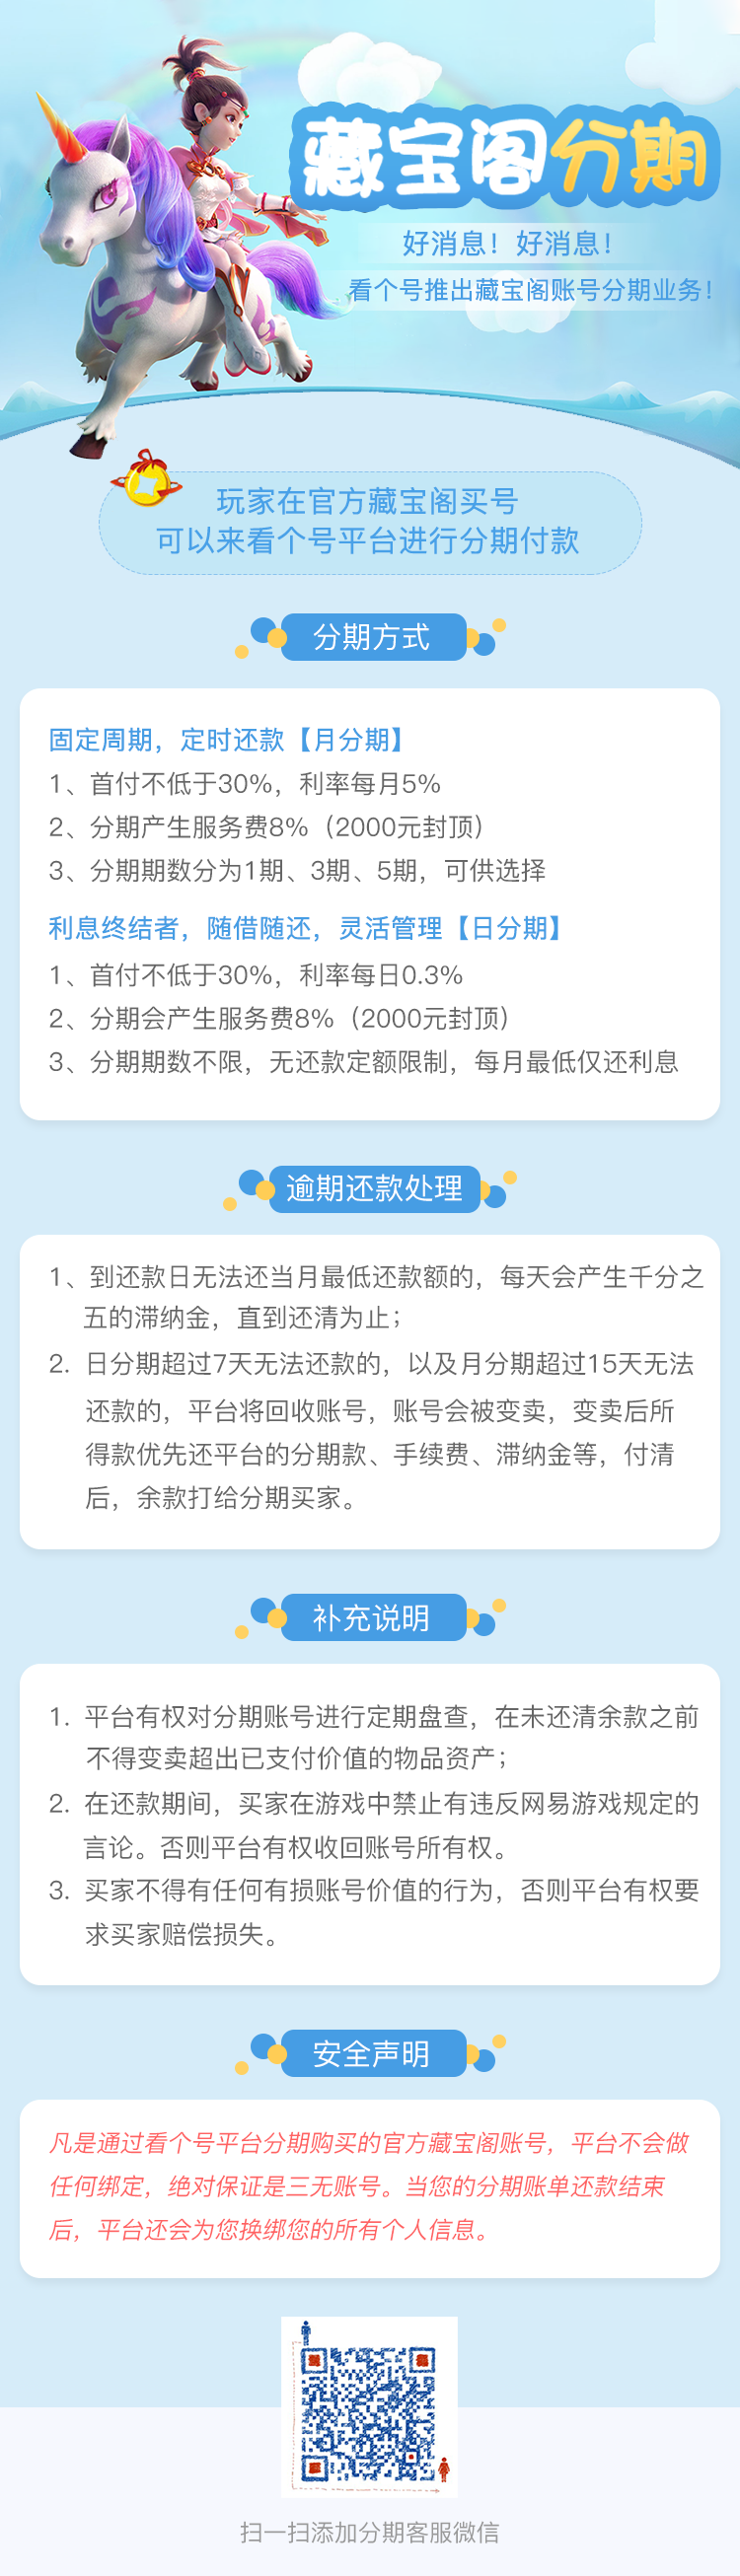 藏宝阁分期
好消息！好消息！
看个号推出藏宝阁账号分期业务！
玩家在官方藏宝阁买号
可以来看个号平台进行分期付款
分期方式
固定周期，定时还款【月分期】
1、首付不低于30%，利率每月5%
2、分期产生服务费8%（2000元封顶）
3、分期期数分为1期、3期、5期，可供选择
利息终结者，随借随还，灵活管理【日分期】
1、首付不低于30%，利率每日0.3%
2、分期会产生服务费8%（2000元封顶）
3、分期期数不限，无还款定额限制，每月最低仅还利息
逾期还款处理
1、到还款日无法还当月最低还款额的，每天会产生千分之
五的滞纳金，直到还清为止；
2. 日分期超过7天无法还款的，以及月分期超过15天无法
还款的，平台将回收账号，账号会被变卖，变卖后所
得款优先还平台的分期款、手续费、滞纳金等，付清
后，余款打给分期买家。
补充说明
1. 平台有权对分期账号进行定期盘查，在未还清余款之前
不得变卖超出已支付价值的物品资产；
2. 在还款期间，买家在游戏中禁止有违反网易游戏规定的
言论。否则平台有权收回账号所有权。
3. 买家不得有任何有损账号价值的行为，否则平台有权要
求买家赔偿损失。
安全声明
凡是通过看个号平台分期购买的官方藏宝阁账号，平台不会做
任何绑定，绝对保证是三无账号。当您的分期账单还款结束
后，平台还会为您换绑您的所有个人信息。
扫一扫添加分期客服微信